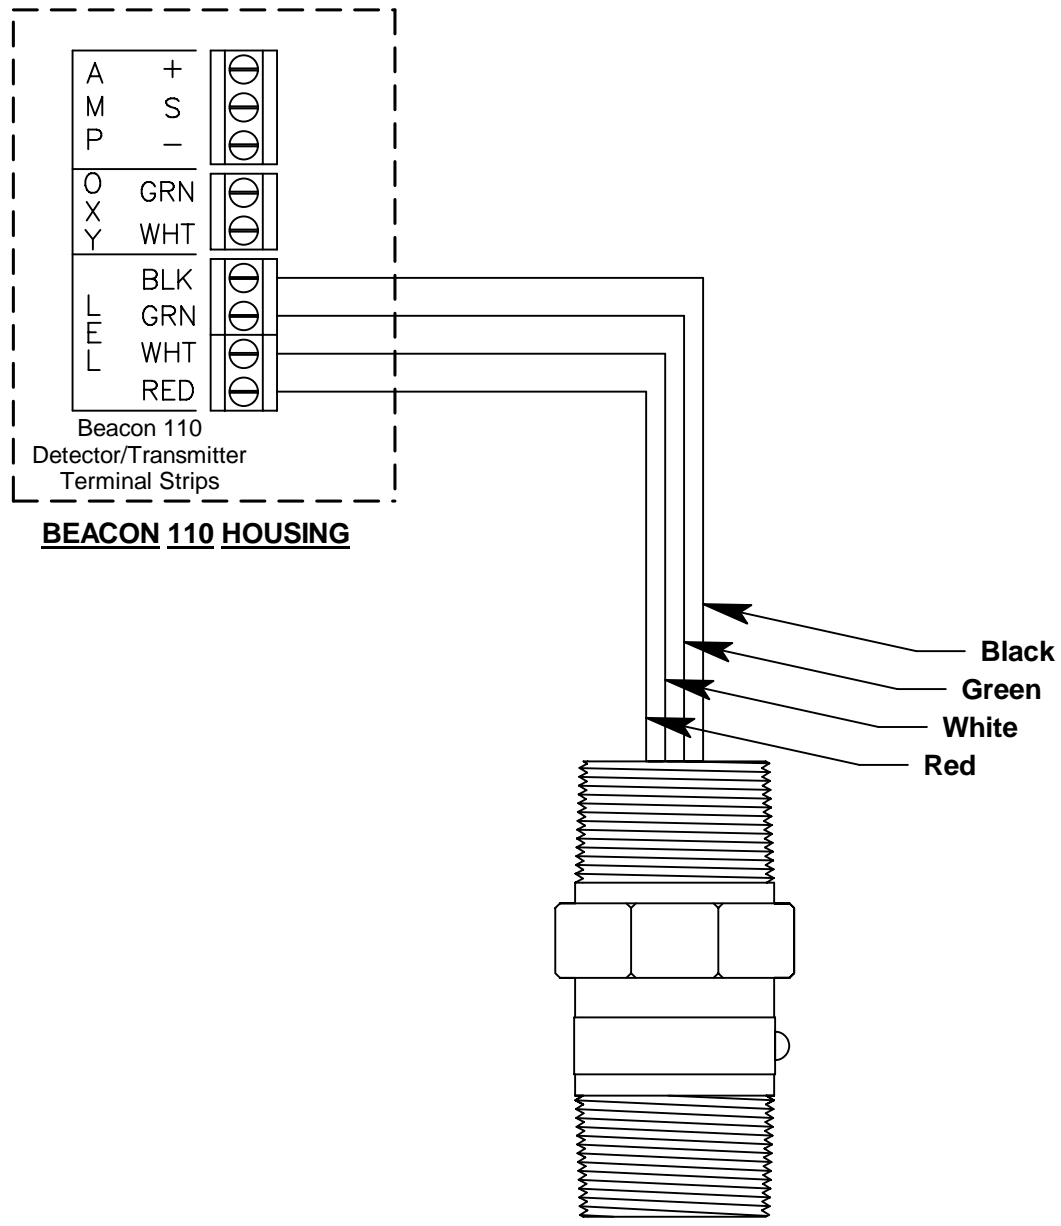 A +
M S
P −
O GRN
X
Y WHT
BLK
L GRN
E
L WHT
RED
Beacon 110
Detector/Transmitter
Terminal Strips
BEACON 110 HOUSING
Black
Green
White
Red